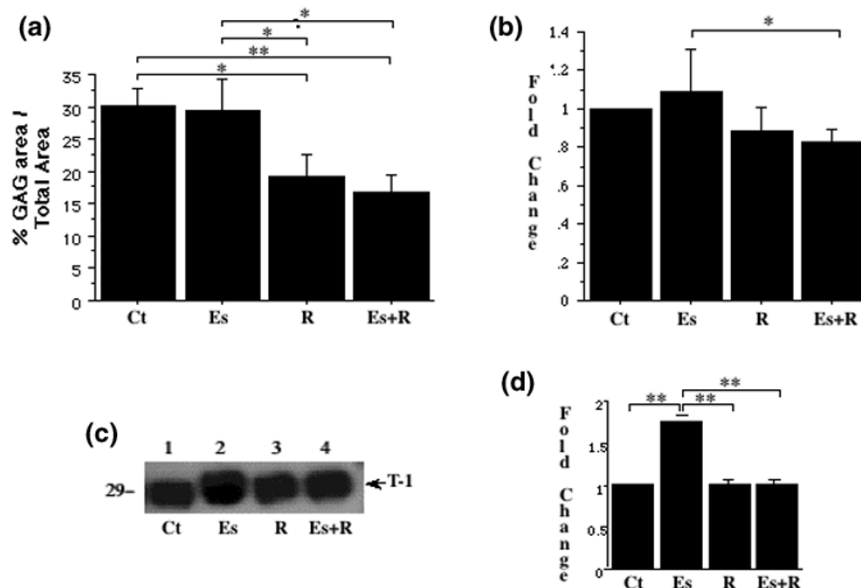 (a)
*
*
**
*
35
30
25
20
15
10
5
0
% GAG area /
Total Area
Ct Es R Es+R
(b)
*
1.4
1.2
1
.8
.6
.4
.2
0
Fold Change
Ct Es R Es+R
(c)
1 2 3 4
29–
T-1
Ct Es R Es+R
(d)
**
** **
2
1.5
1
0.5
0
Fold Change
Ct Es R Es+R